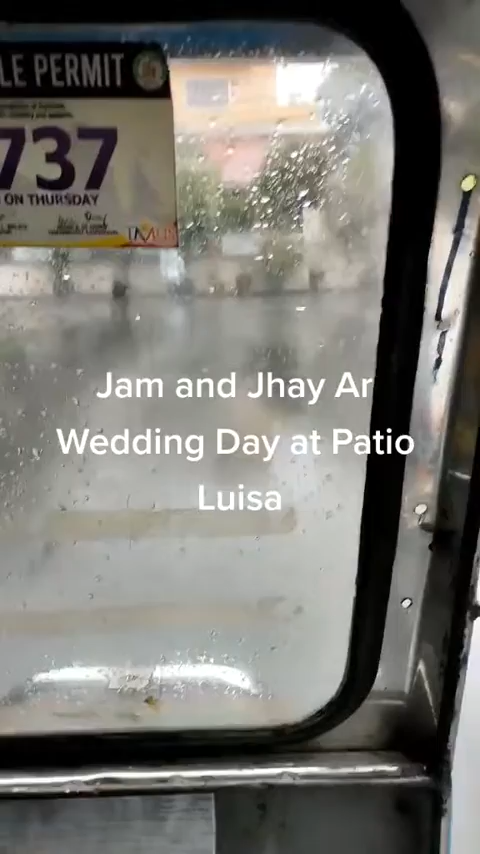 LE PERMIT
737
ON THURSDAY
Jam and Jhay Ar
Wedding Day at Patio
Luisa